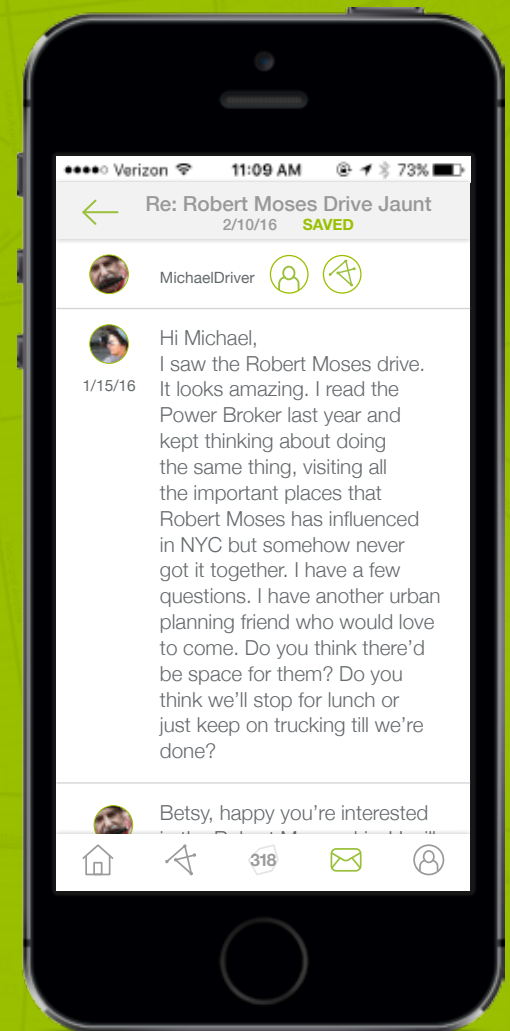 Verizon 11:09 AM 73%
Re: Robert Moses Drive Jaunt
2/10/16 SAVED
MichaelDriver
Hi Michael,
1/15/16
I saw the Robert Moses drive.
It looks amazing. I read the
Power Broker last year and
kept thinking about doing
the same thing, visiting all
the important places that
Robert Moses has influenced
in NYC but somehow never
got it together. I have a few
questions. I have another urban
planning friend who would love
to come. Do you think there’d
be space for them? Do you
think we’ll stop for lunch or
just keep on trucking till we’re
done?
Betsy, happy you’re interested
318